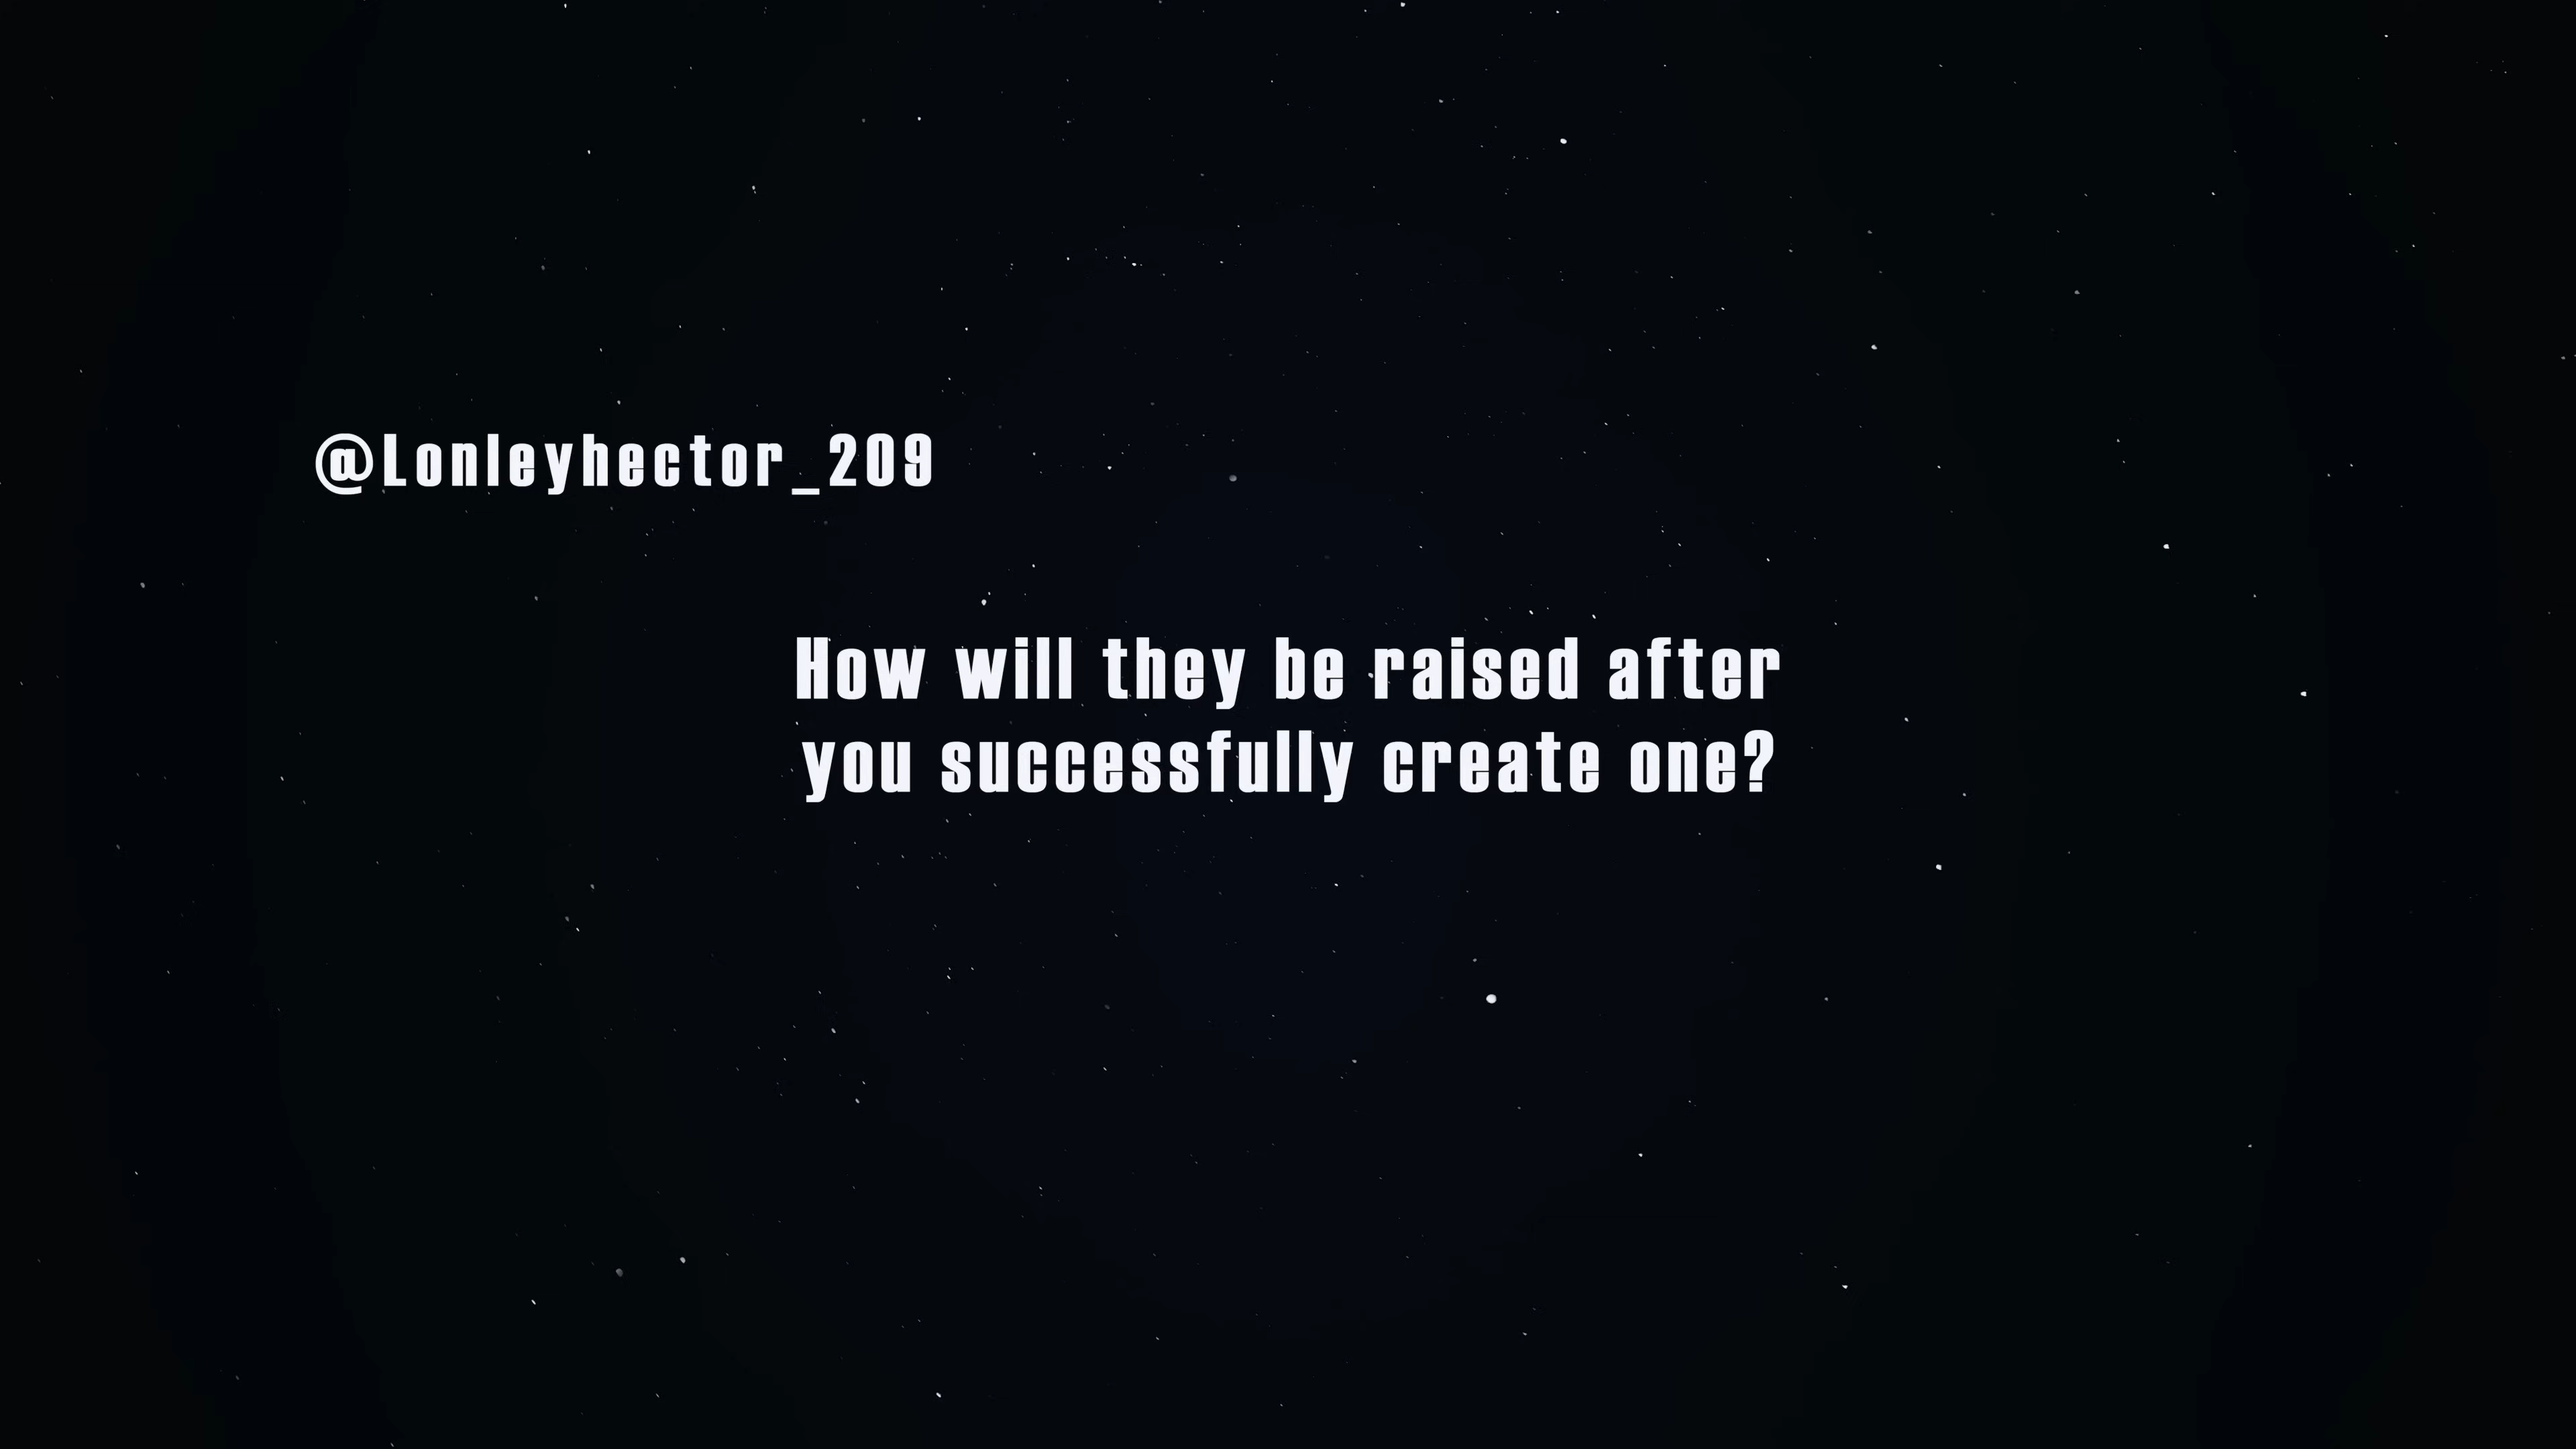 @Lonleyhector_209
How will they be raised after
you successfully create one?